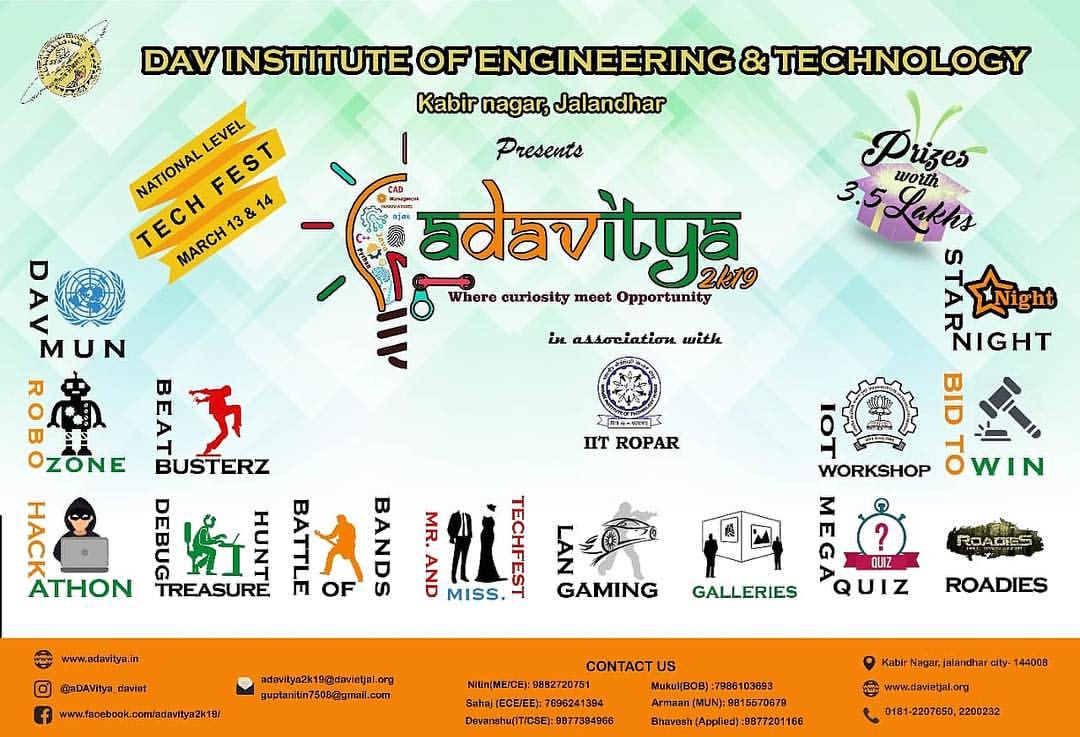 DAV INSTITUTE OF ENGINEERING & TECHNOLOGY
Kabir nagar, Jalandhar
Presents
NATIONAL LEVEL
TECH FEST
MARCH 13 & 14
Prizes
worth
3.5 Lakhs
CAD
Management
ajax
C++
Python
adavitya
2k19
Where curiosity meet Opportunity
in association with
IIT ROPAR
DAV
MUN
STAR
Night
NIGHT
ROBO
ZONE
BEAT
BUSTERZ
IOT
WORKSHOP
BID TO
WIN
HACK
ATHON
DEBUG
TREASURE
HUNT
BATTLE
OF
BANDS
MR. AND
MISS.
TECHFEST
LAN
GAMING
GALLERIES
MEGA
?
QUIZ
QUIZ
ROADIES
ROADIES
www.adavitya.in
@aDAVitya_daviet
www.facebook.com/adavitya2k19/
adavitya2k19@davietjal.org
guptanitin7508@gmail.com
CONTACT US
Nitin(ME/CE): 9882720751
Sahaj (ECE/EE): 7696241394
Devanshu(IT/CSE): 9877394966
Mukul(BOB) :7986103693
Armaan (MUN): 9815570679
Bhavesh (Applied) :9877201166
Kabir Nagar, jalandhar city- 144008
www.davietjal.org
0181-2207650, 2200232